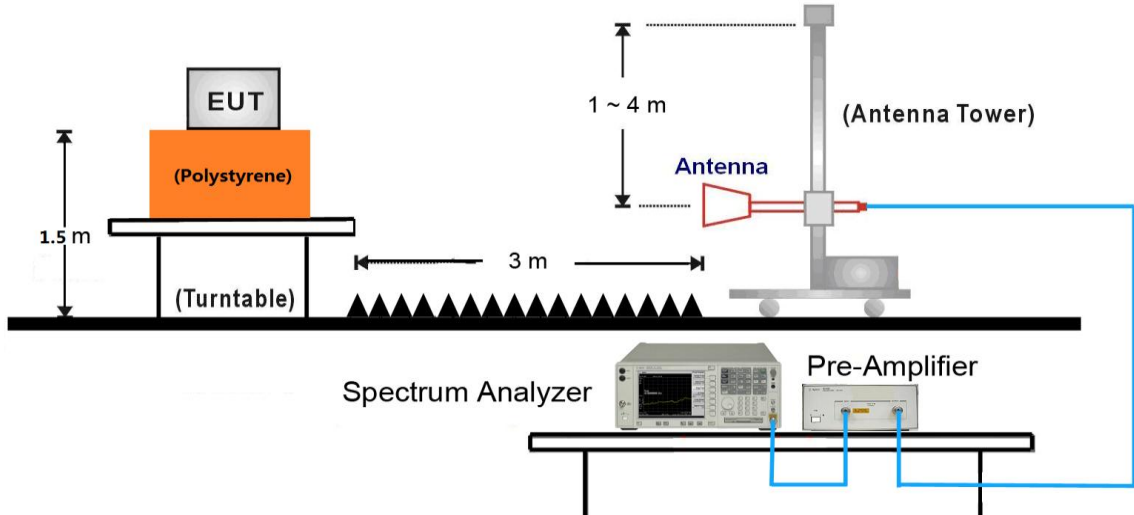 EUT
(Polystyrene)
1.5 m
(Turntable)
3 m
1 ~ 4 m
(Antenna Tower)
Antenna
Spectrum Analyzer
Pre-Amplifier